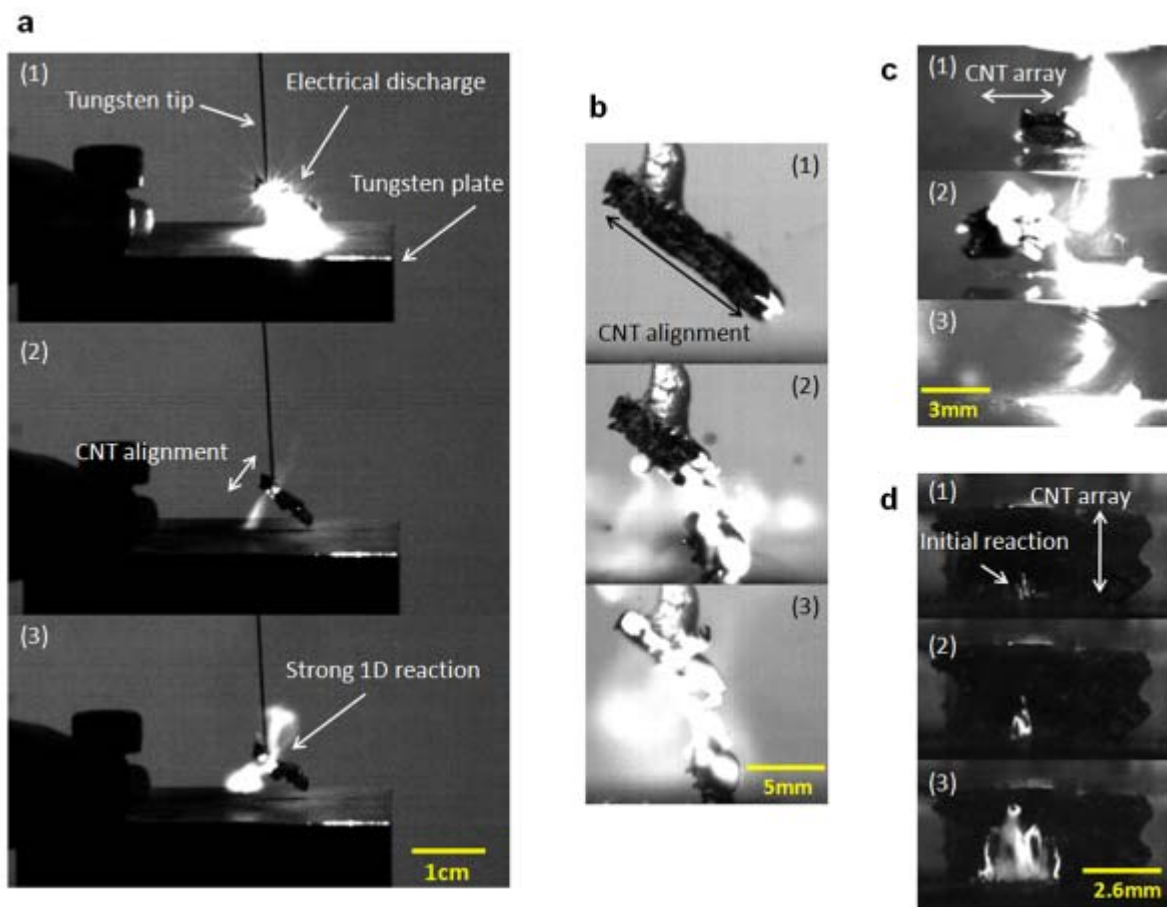 a
(1)
Electrical discharge
Tungsten tip
Tungsten plate
(2)
CNT alignment
(3)
Strong 1D reaction
1cm
b
(1)
CNT alignment
(2)
(3)
5mm
c
(1)
CNT array
(2)
(3)
3mm
d
(1)
CNT array
Initial reaction
(2)
(3)
2.6mm